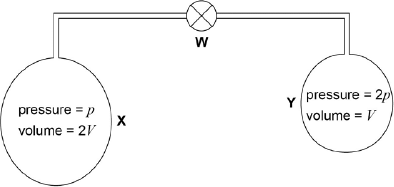 W
pressure = p
volume = 2V
X
Y
pressure = 2p
volume = V